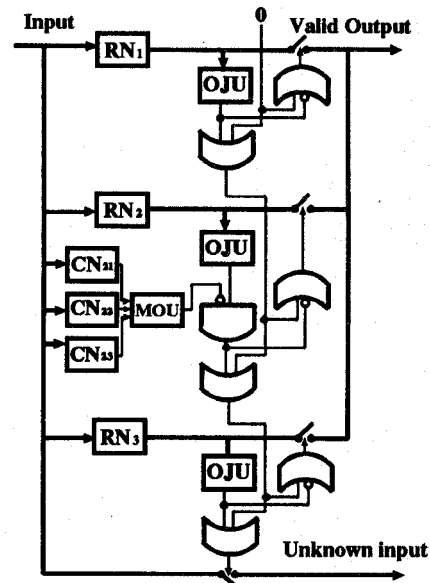 Input
0
Valid Output
RN₁
OJU
RN₂
OJU
CN₂₁
CN₂₂
MOU
CN₂₃
RN₃
OJU
Unknown input